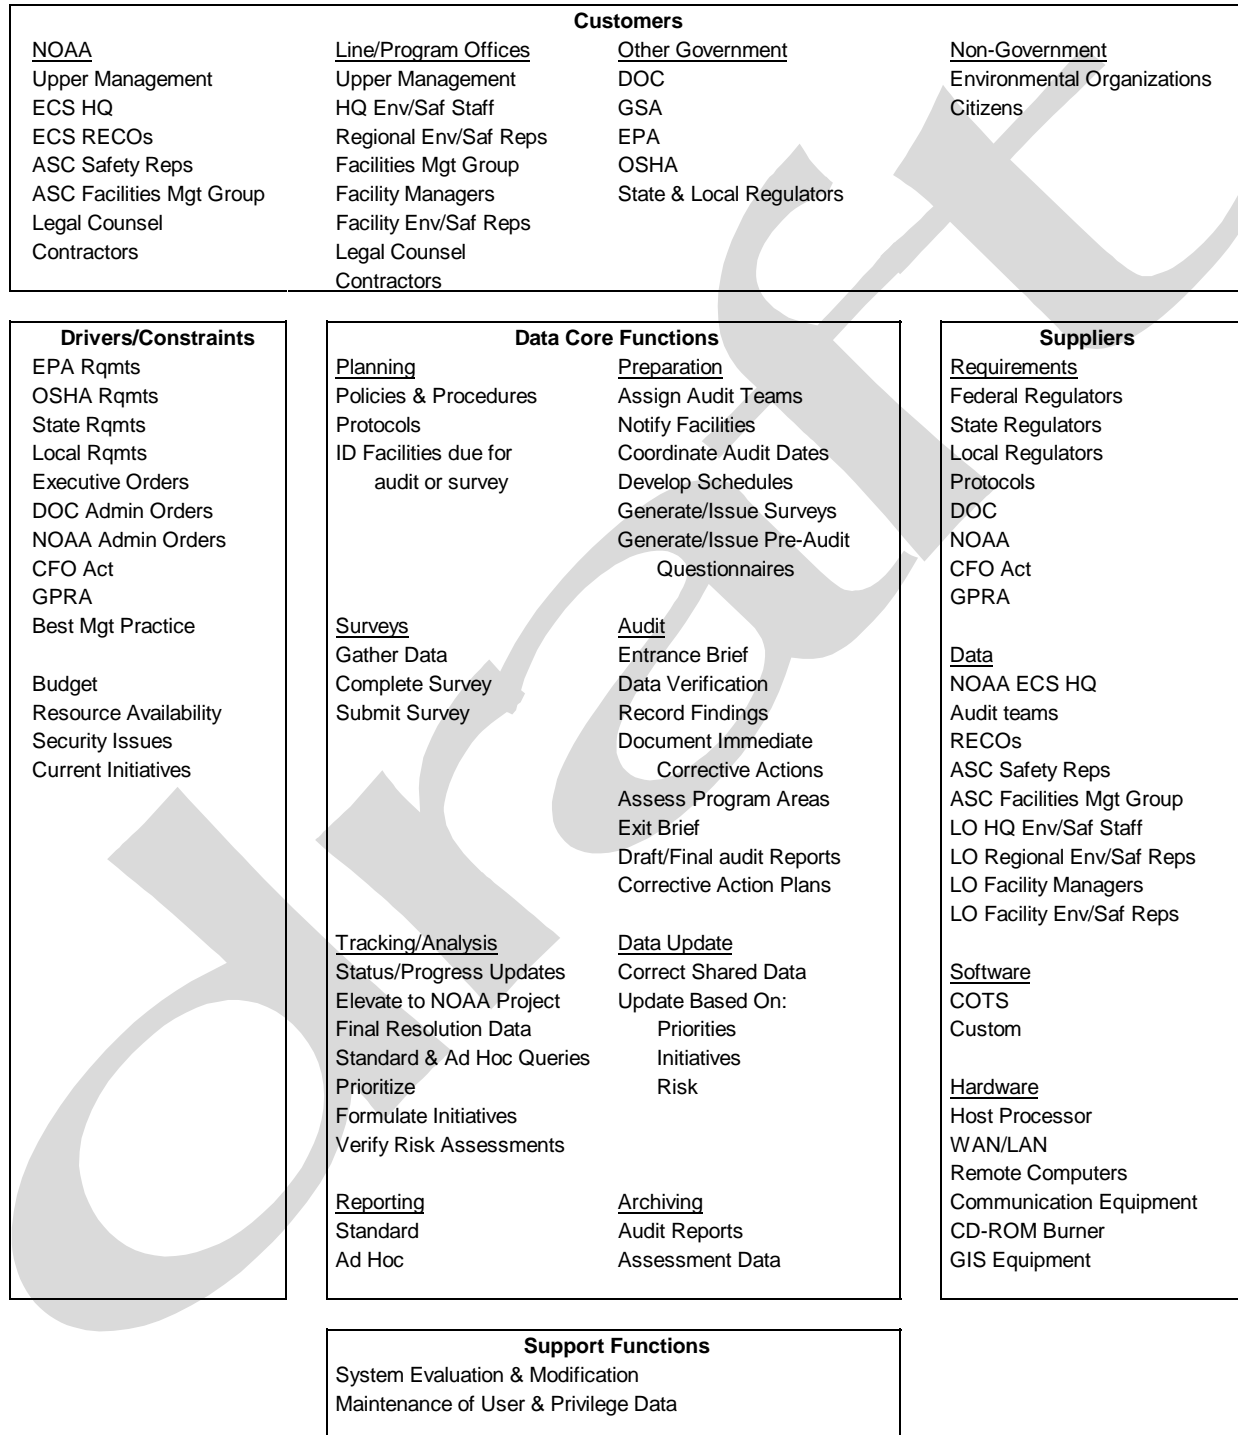 Customers
NOAA
Upper Management
ECS HQ
ECS RECOs
ASC Safety Reps
ASC Facilities Mgt Group
Legal Counsel
Contractors
Line/Program Offices
Upper Management
HQ Env/Saf Staff
Regional Env/Saf Reps
Facilities Mgt Group
Facility Managers
Facility Env/Saf Reps
Legal Counsel
Contractors
Other Government
DOC
GSA
EPA
OSHA
State & Local Regulators
Non-Government
Environmental Organizations
Citizens
Drivers/Constraints
EPA Rqmts
OSHA Rqmts
State Rqmts
Local Rqmts
Executive Orders
DOC Admin Orders
NOAA Admin Orders
CFO Act
GPRA
Best Mgt Practice
Budget
Resource Availability
Security Issues
Current Initiatives
Data Core Functions
Planning
Policies & Procedures
Protocols
ID Facilities due for
audit or survey
Preparation
Assign Audit Teams
Notify Facilities
Coordinate Audit Dates
Develop Schedules
Generate/Issue Surveys
Generate/Issue Pre-Audit
Questionnaires
Surveys
Gather Data
Complete Survey
Submit Survey
Audit
Entrance Brief
Data Verification
Record Findings
Document Immediate
Corrective Actions
Assess Program Areas
Exit Brief
Draft/Final audit Reports
Corrective Action Plans
Tracking/Analysis
Status/Progress Updates
Elevate to NOAA Project
Final Resolution Data
Standard & Ad Hoc Queries
Prioritize
Formulate Initiatives
Verify Risk Assessments
Data Update
Correct Shared Data
Update Based On:
Priorities
Initiatives
Risk
Reporting
Standard
Ad Hoc
Archiving
Audit Reports
Assessment Data
Suppliers
Requirements
Federal Regulators
State Regulators
Local Regulators
Protocols
DOC
NOAA
CFO Act
GPRA
Data
NOAA ECS HQ
Audit teams
RECOs
ASC Safety Reps
ASC Facilities Mgt Group
LO HQ Env/Saf Staff
LO Regional Env/Saf Reps
LO Facility Managers
LO Facility Env/Saf Reps
Software
COTS
Custom
Hardware
Host Processor
WAN/LAN
Remote Computers
Communication Equipment
CD-ROM Burner
GIS Equipment
Support Functions
System Evaluation & Modification
Maintenance of User & Privilege Data
draft